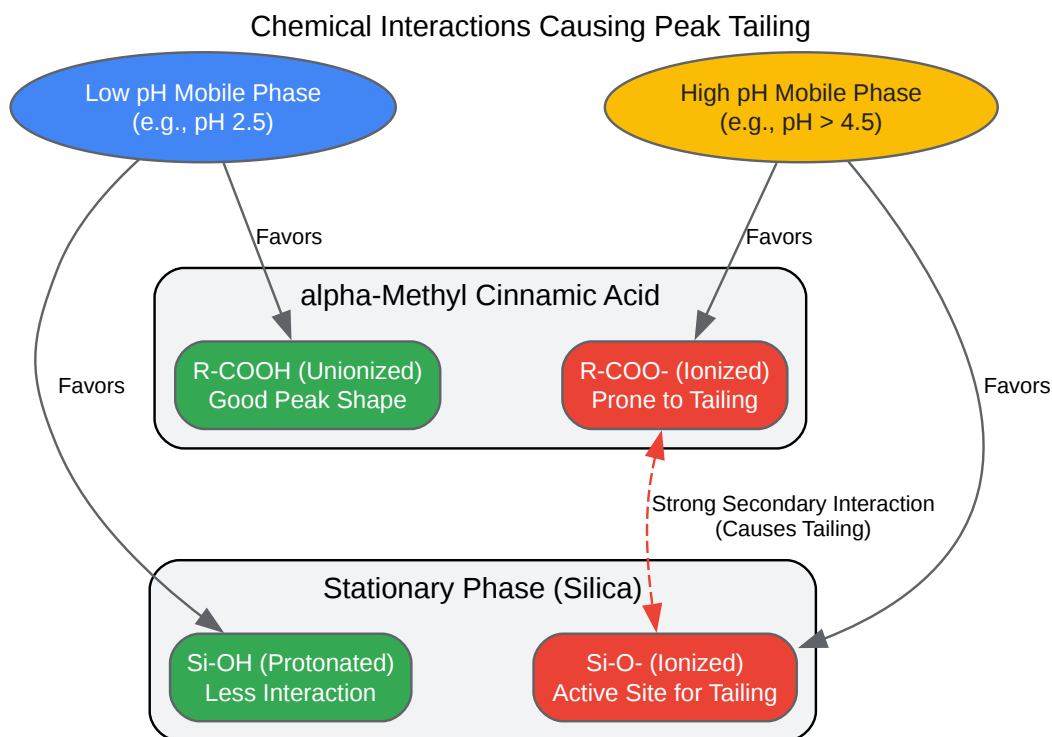 Chemical Interactions Causing Peak Tailing
Low pH Mobile Phase
(e.g., pH 2.5)
High pH Mobile Phase
(e.g., pH > 4.5)
Favors
Favors
alpha-Methyl Cinnamic Acid
R-COOH (Unionized)
Good Peak Shape
R-COO- (Ionized)
Prone to Tailing
Favors
Favors
Strong Secondary Interaction
(Causes Tailing)
Stationary Phase (Silica)
Si-OH (Protonated)
Less Interaction
Si-O- (Ionized)
Active Site for Tailing